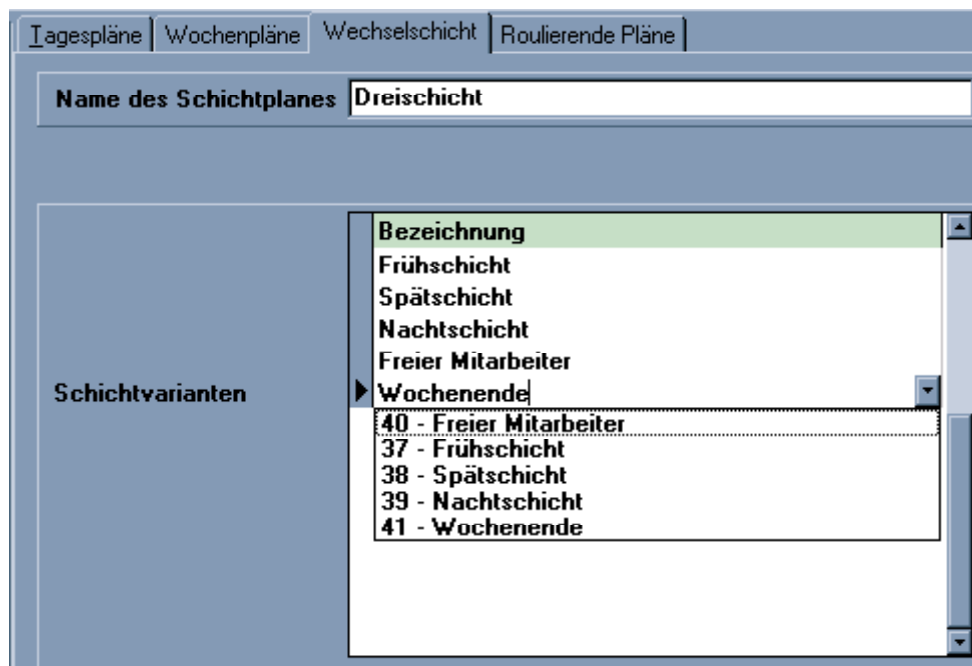 Tagespläne Wochenpläne Wechselschicht Roulierende Pläne
Name des Schichtplanes Dreischicht
Bezeichnung
Frühschicht
Spätschicht
Nachtschicht
Freier Mitarbeiter
Schichtvarianten Wochenende
40 - Freier Mitarbeiter
37 - Frühschicht
38 - Spätschicht
39 - Nachtschicht
41 - Wochenende